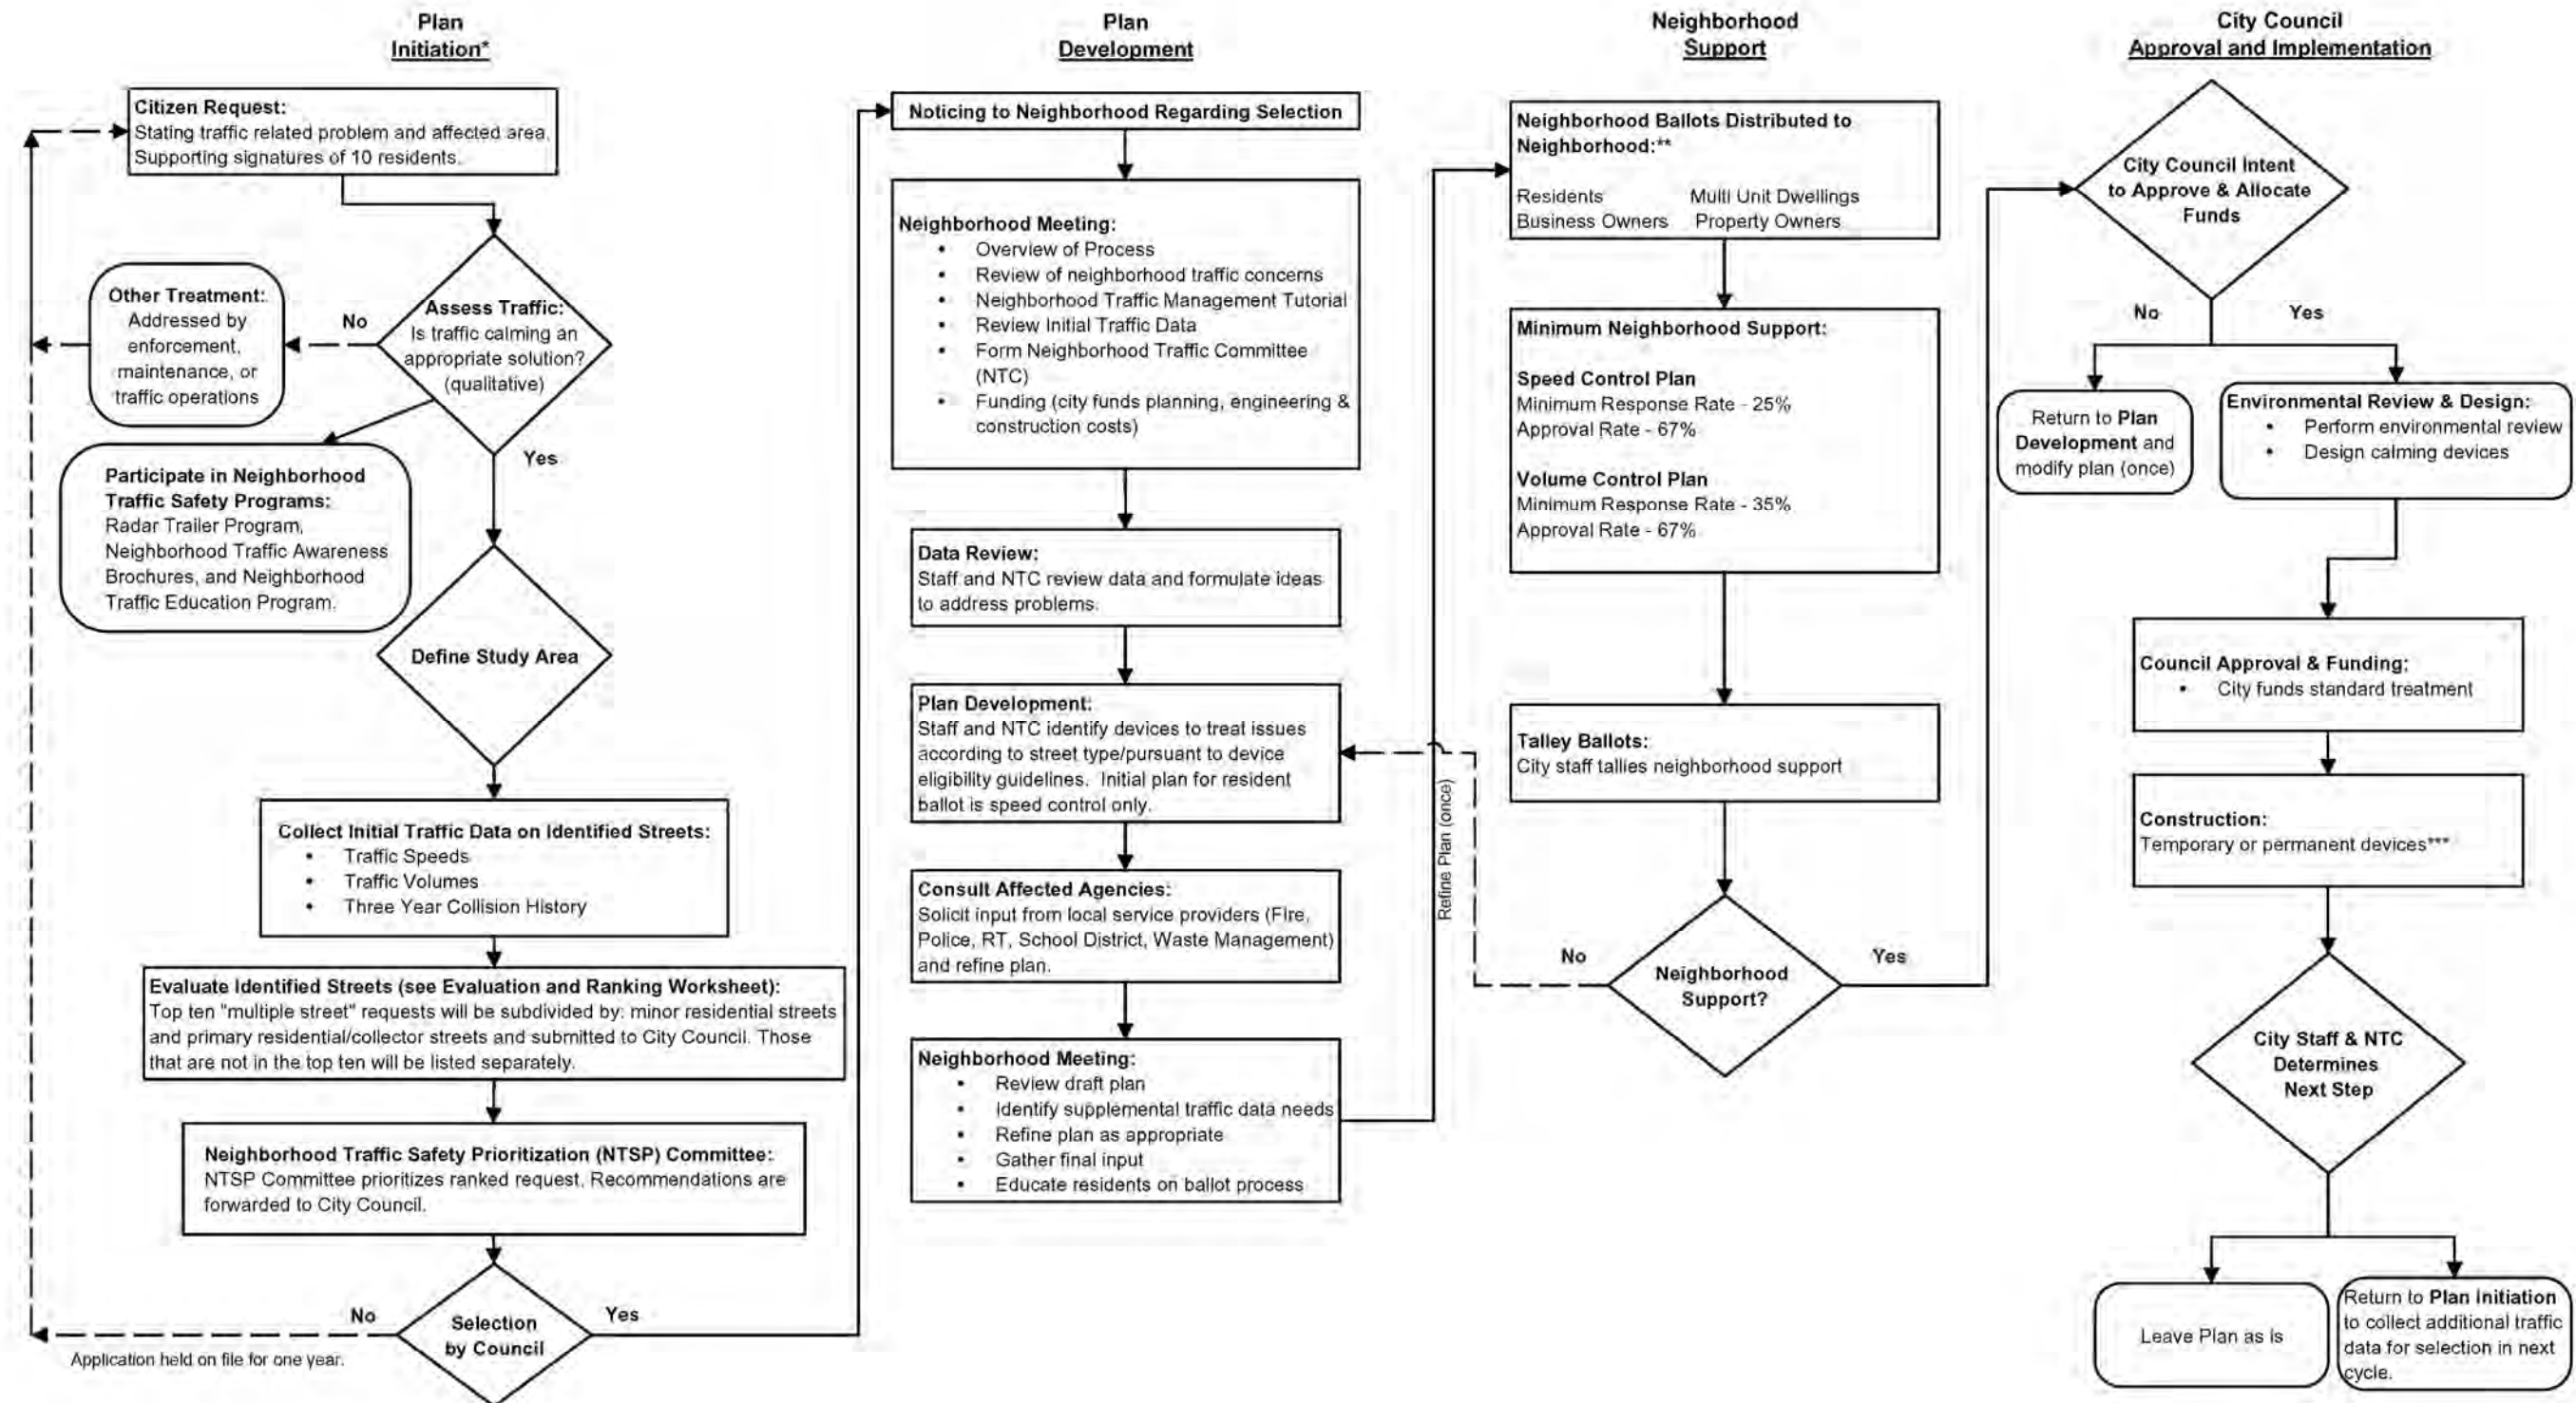 Plan
Initiation*
Citizen Request:
Stating traffic related problem and affected area.
Supporting signatures of 10 residents.
Assess Traffic:
Is traffic calming an
appropriate solution?
(qualitative)
No
Other Treatment:
Addressed by
enforcement,
maintenance, or
traffic operations
Yes
Participate in Neighborhood
Traffic Safety Programs:
Radar Trailer Program,
Neighborhood Traffic Awareness
Brochures, and Neighborhood
Traffic Education Program.
Define Study Area
Collect Initial Traffic Data on Identified Streets:
• Traffic Speeds
• Traffic Volumes
• Three Year Collision History
Evaluate Identified Streets (see Evaluation and Ranking Worksheet):
Top ten "multiple street" requests will be subdivided by: minor residential streets
and primary residential/collector streets and submitted to City Council. Those
that are not in the top ten will be listed separately.
Neighborhood Traffic Safety Prioritization (NTSP) Committee:
NTSP Committee prioritizes ranked request. Recommendations are
forwarded to City Council.
Selection
by Council
No
Yes
Application held on file for one year.
Plan
Development
Noticing to Neighborhood Regarding Selection
Neighborhood Meeting:
• Overview of Process
• Review of neighborhood traffic concerns
• Neighborhood Traffic Management Tutorial
• Review Initial Traffic Data
• Form Neighborhood Traffic Committee
(NTC)
• Funding (city funds planning, engineering &
construction costs)
Data Review:
Staff and NTC review data and formulate ideas
to address problems.
Plan Development:
Staff and NTC identify devices to treat issues
according to street type/pursuant to device
eligibility guidelines. Initial plan for resident
ballot is speed control only.
Consult Affected Agencies:
Solicit input from local service providers (Fire,
Police, RT, School District, Waste Management)
and refine plan.
Neighborhood Meeting:
• Review draft plan
• Identify supplemental traffic data needs
• Refine plan as appropriate
• Gather final input
• Educate residents on ballot process
Neighborhood
Support
Neighborhood Ballots Distributed to
Neighborhood:**
Residents Multi Unit Dwellings
Business Owners Property Owners
Minimum Neighborhood Support:
Speed Control Plan
Minimum Response Rate - 25%
Approval Rate - 67%
Volume Control Plan
Minimum Response Rate - 35%
Approval Rate - 67%
Talley Ballots:
City staff tallies neighborhood support
Refine Plan (once)
Neighborhood
Support?
No
Yes
City Council
Approval and Implementation
City Council Intent
to Approve & Allocate
Funds
No
Yes
Return to Plan
Development and
modify plan (once)
Environmental Review & Design:
• Perform environmental review
• Design calming devices
Council Approval & Funding:
• City funds standard treatment
Construction:
Temporary or permanent devices***
City Staff & NTC
Determines
Next Step
Leave Plan as is
Return to Plan Initiation
to collect additional traffic
data for selection in next
cycle.